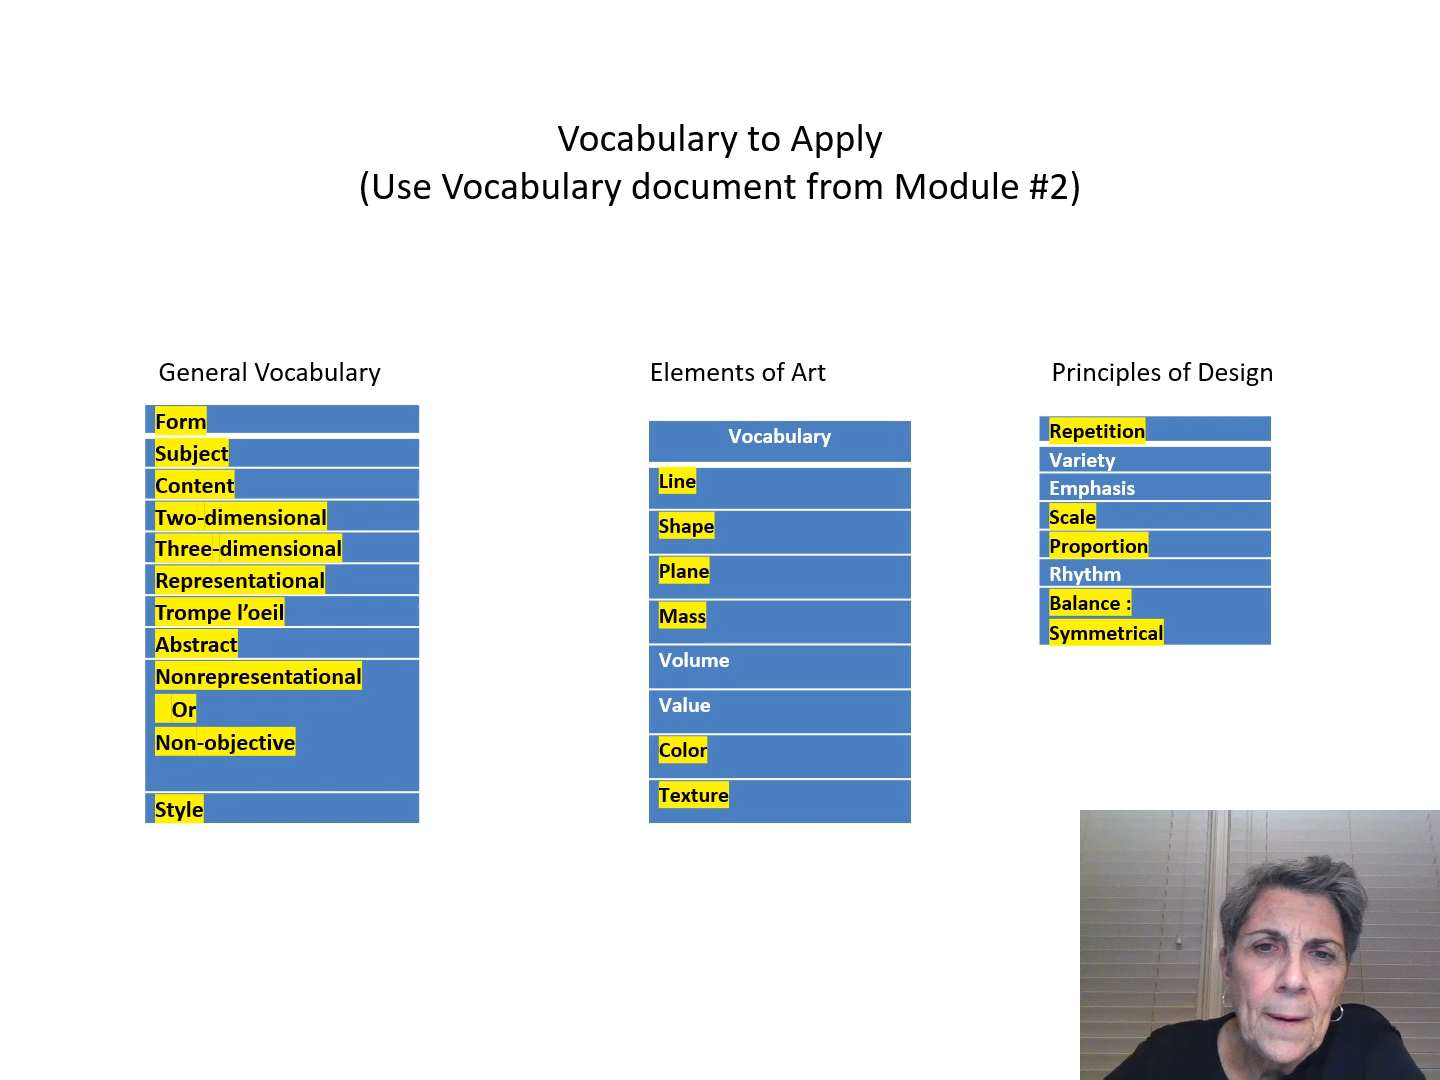 Vocabulary to Apply
(Use Vocabulary document from Module #2)
General Vocabulary
Form
Subject
Content
Two-dimensional
Three-dimensional
Representational
Trompe l’oeil
Abstract
Nonrepresentational
Or
Non-objective
Style
Elements of Art
Vocabulary
Line
Shape
Plane
Mass
Volume
Value
Color
Texture
Principles of Design
Repetition
Variety
Emphasis
Scale
Proportion
Rhythm
Balance :
Symmetrical